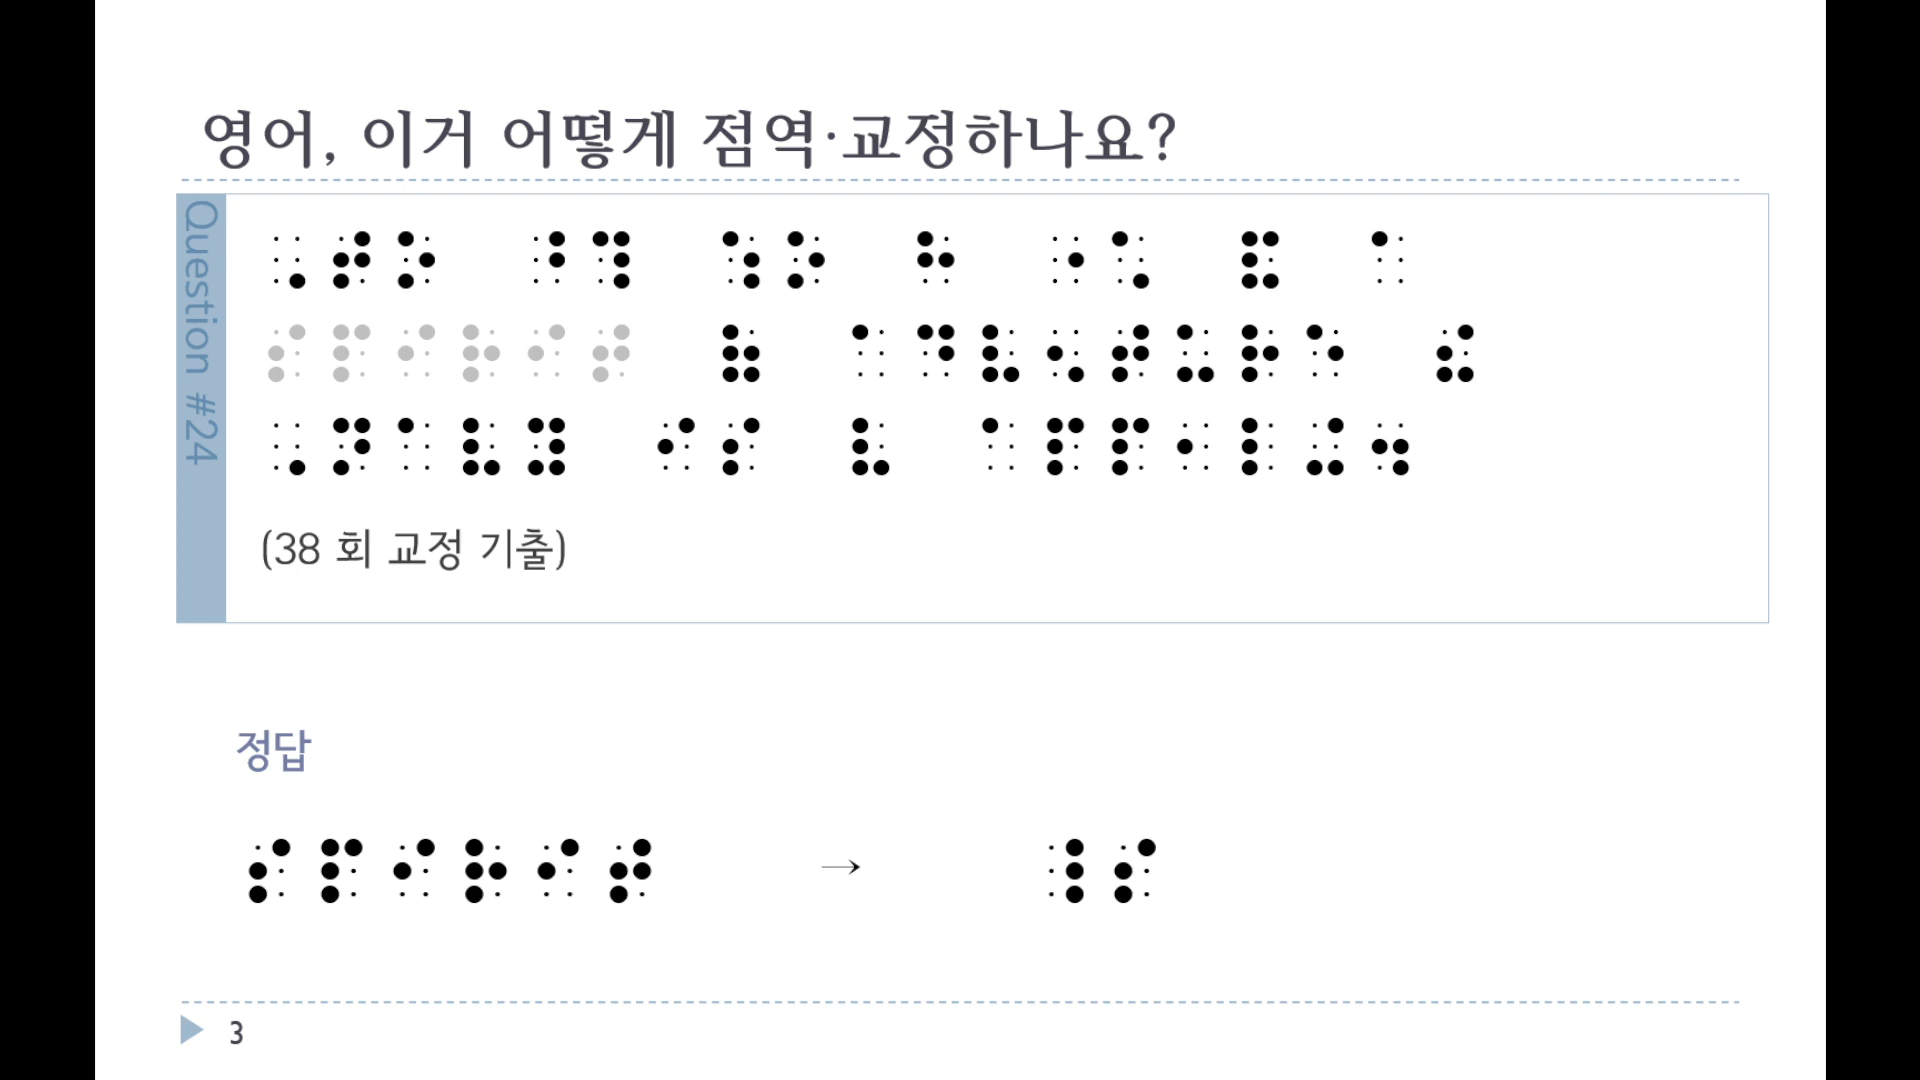 영어, 이거 어떻게 점역·교정하나요?
Question #24
⠠⠞⠕ ⠘⠹ ⠱⠕ ⠓ ⠐⠡ ⠯ ⠁
⠎⠏⠊⠗⠊⠞ ⠷ ⠁⠙⠧⠢⠞⠥⠗⠑ ⠮
⠠⠝⠁⠧⠽ ⠊⠎ ⠧ ⠁⠏⠏⠂⠇⠬⠲
(38 회 교정 기출)
정답
⠎⠏⠊⠗⠊⠞ → ⠸⠎
3